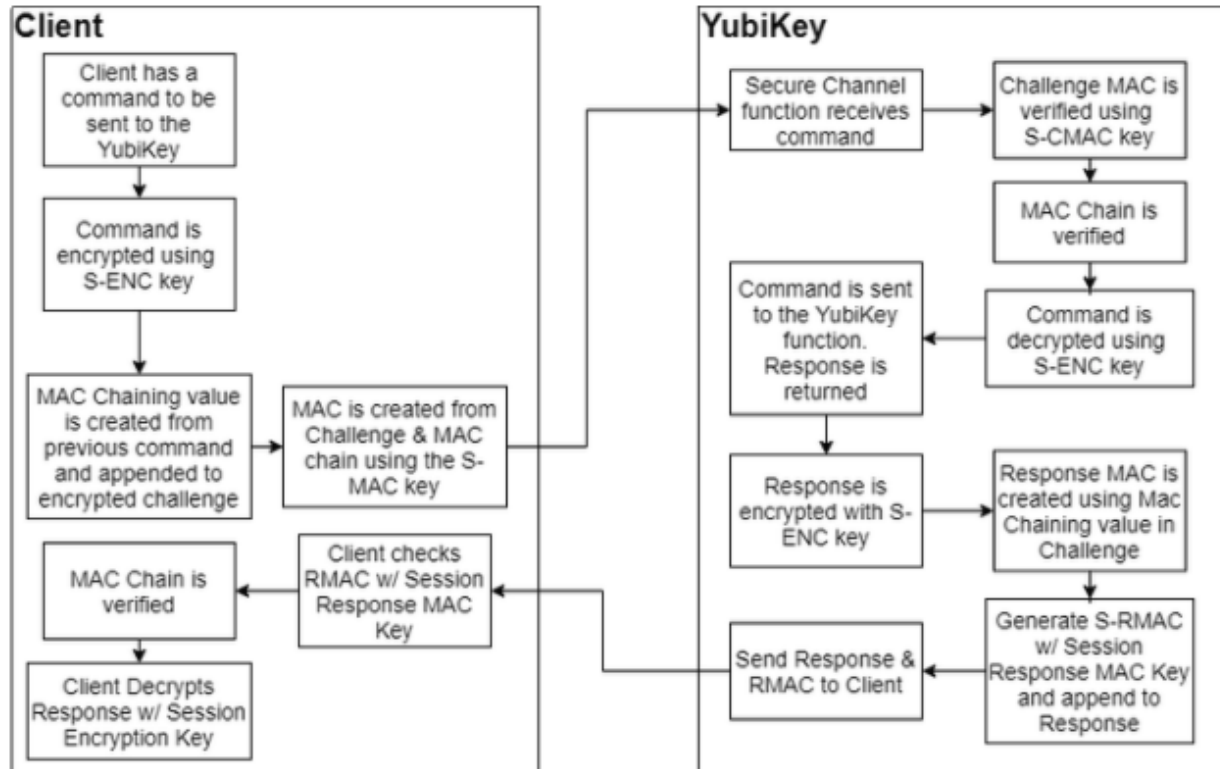 Client
Client has a
command to be
sent to the
YubiKey
Command is
encrypted using
S-ENC key
MAC Chaining value
is created from
previous command
and appended to
encrypted challenge
MAC is created from
Challenge & MAC
chain using the S-
MAC key
YubiKey
Secure Channel
function receives
command
Challenge MAC is
verified using
S-CMAC key
MAC Chain is
verified
Command is
decrypted using
S-ENC key
Command is sent
to the YubiKey
function.
Response is
returned
Response is
encrypted with S-
ENC key
Response MAC is
created using Mac
Chaining value in
Challenge
Generate S-RMAC
w/ Session
Response MAC Key
and append to
Response
Send Response &
RMAC to Client
Client checks
RMAC w/ Session
Response MAC
Key
MAC Chain is
verified
Client Decrypts
Response w/ Session
Encryption Key